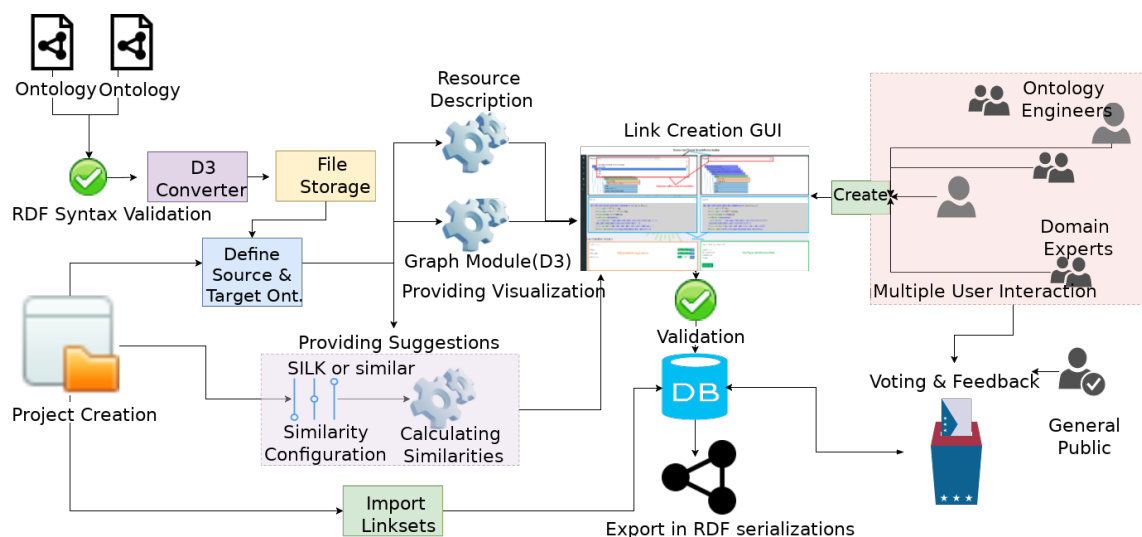 Ontology
Ontology
RDF Syntax Validation
D3
Converter
File
Storage
Define
Source &
Target Ont.
Project Creation
Resource
Description
Graph Module(D3)
Providing Visualization
Providing Suggestions
SILK or similar
Similarity
Configuration
Calculating
Similarities
Import
Linksets
Link Creation GUI
Validation
DB
Export in RDF serializations
Create
Ontology
Engineers
Domain
Experts
Multiple User Interaction
Voting & Feedback
General
Public